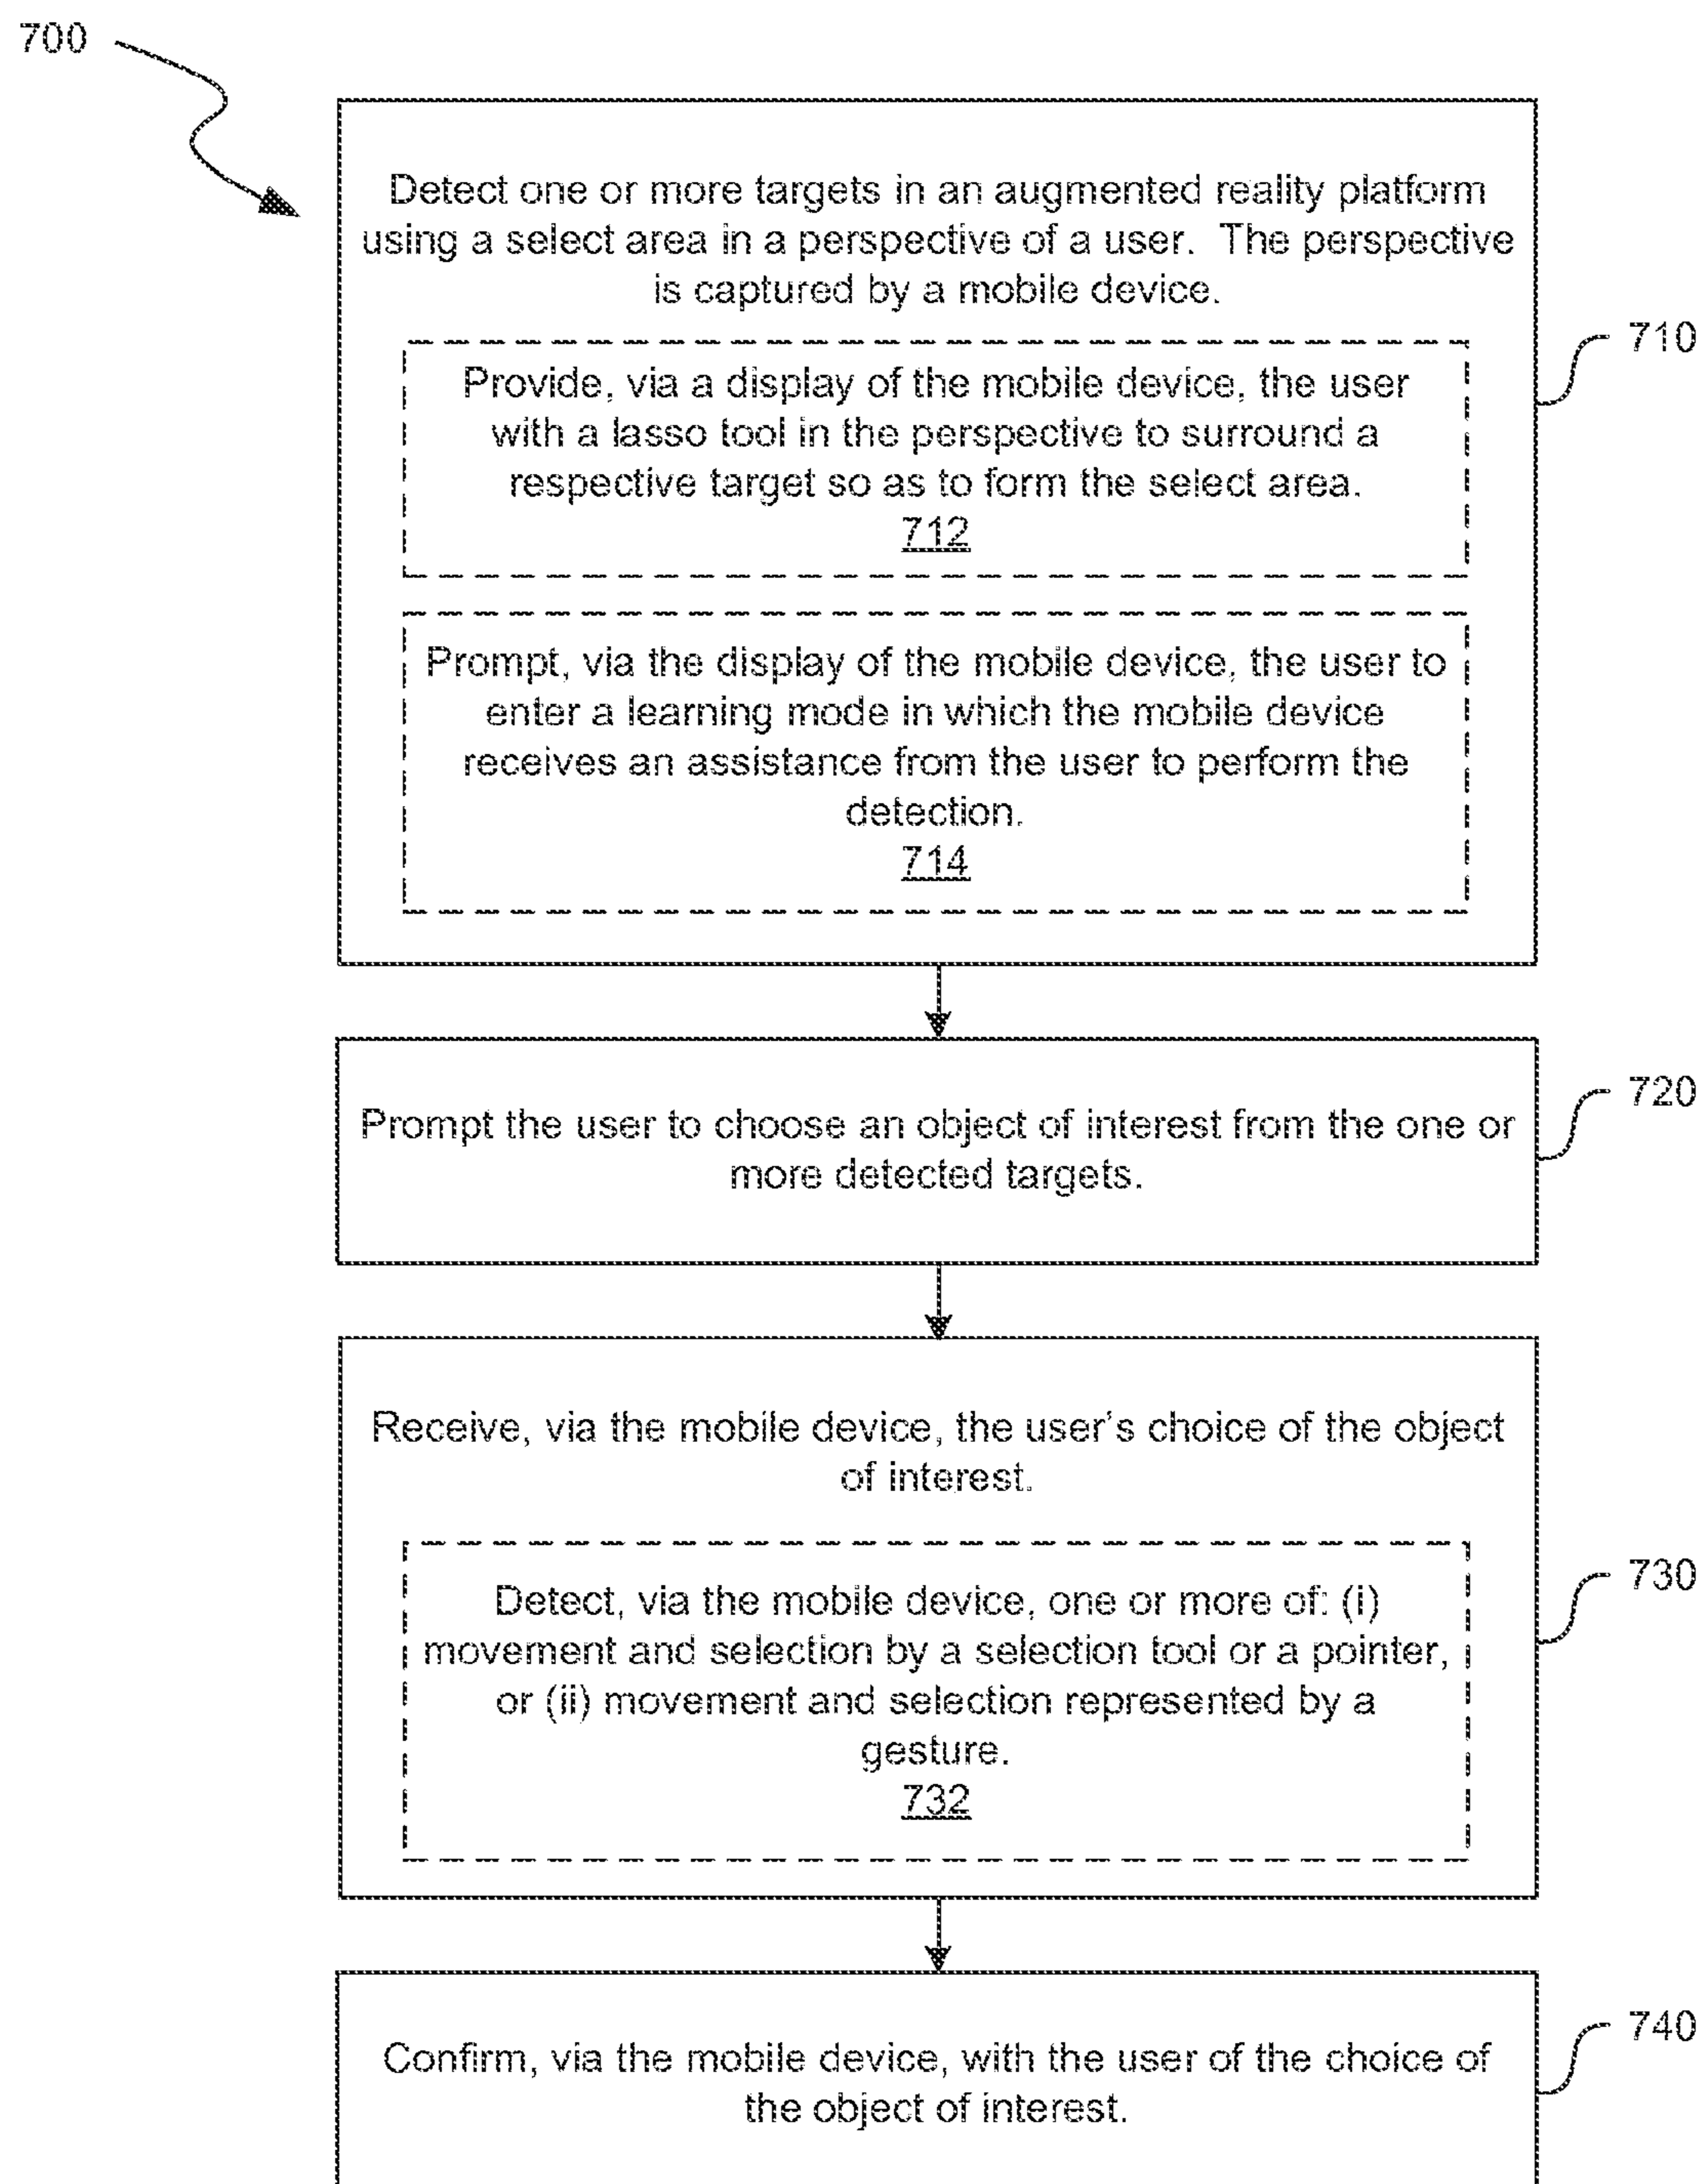 700
Detect one or more targets in an augmented reality platform
using a select area in a perspective of a user. The perspective
is captured by a mobile device.
710
Provide, via a display of the mobile device, the user
with a lasso tool in the perspective to surround a
respective target so as to form the select area.
712
Prompt, via the display of the mobile device, the user to
enter a learning mode in which the mobile device
receives an assistance from the user to perform the
detection.
714
720
Prompt the user to choose an object of interest from the one or
more detected targets.
Receive, via the mobile device, the user's choice of the object
of interest.
730
Detect, via the mobile device, one or more of: (i)
movement and selection by a selection tool or a pointer,
or (ii) movement and selection represented by a
gesture.
732
740
Confirm, via the mobile device, with the user of the choice of
the object of interest.